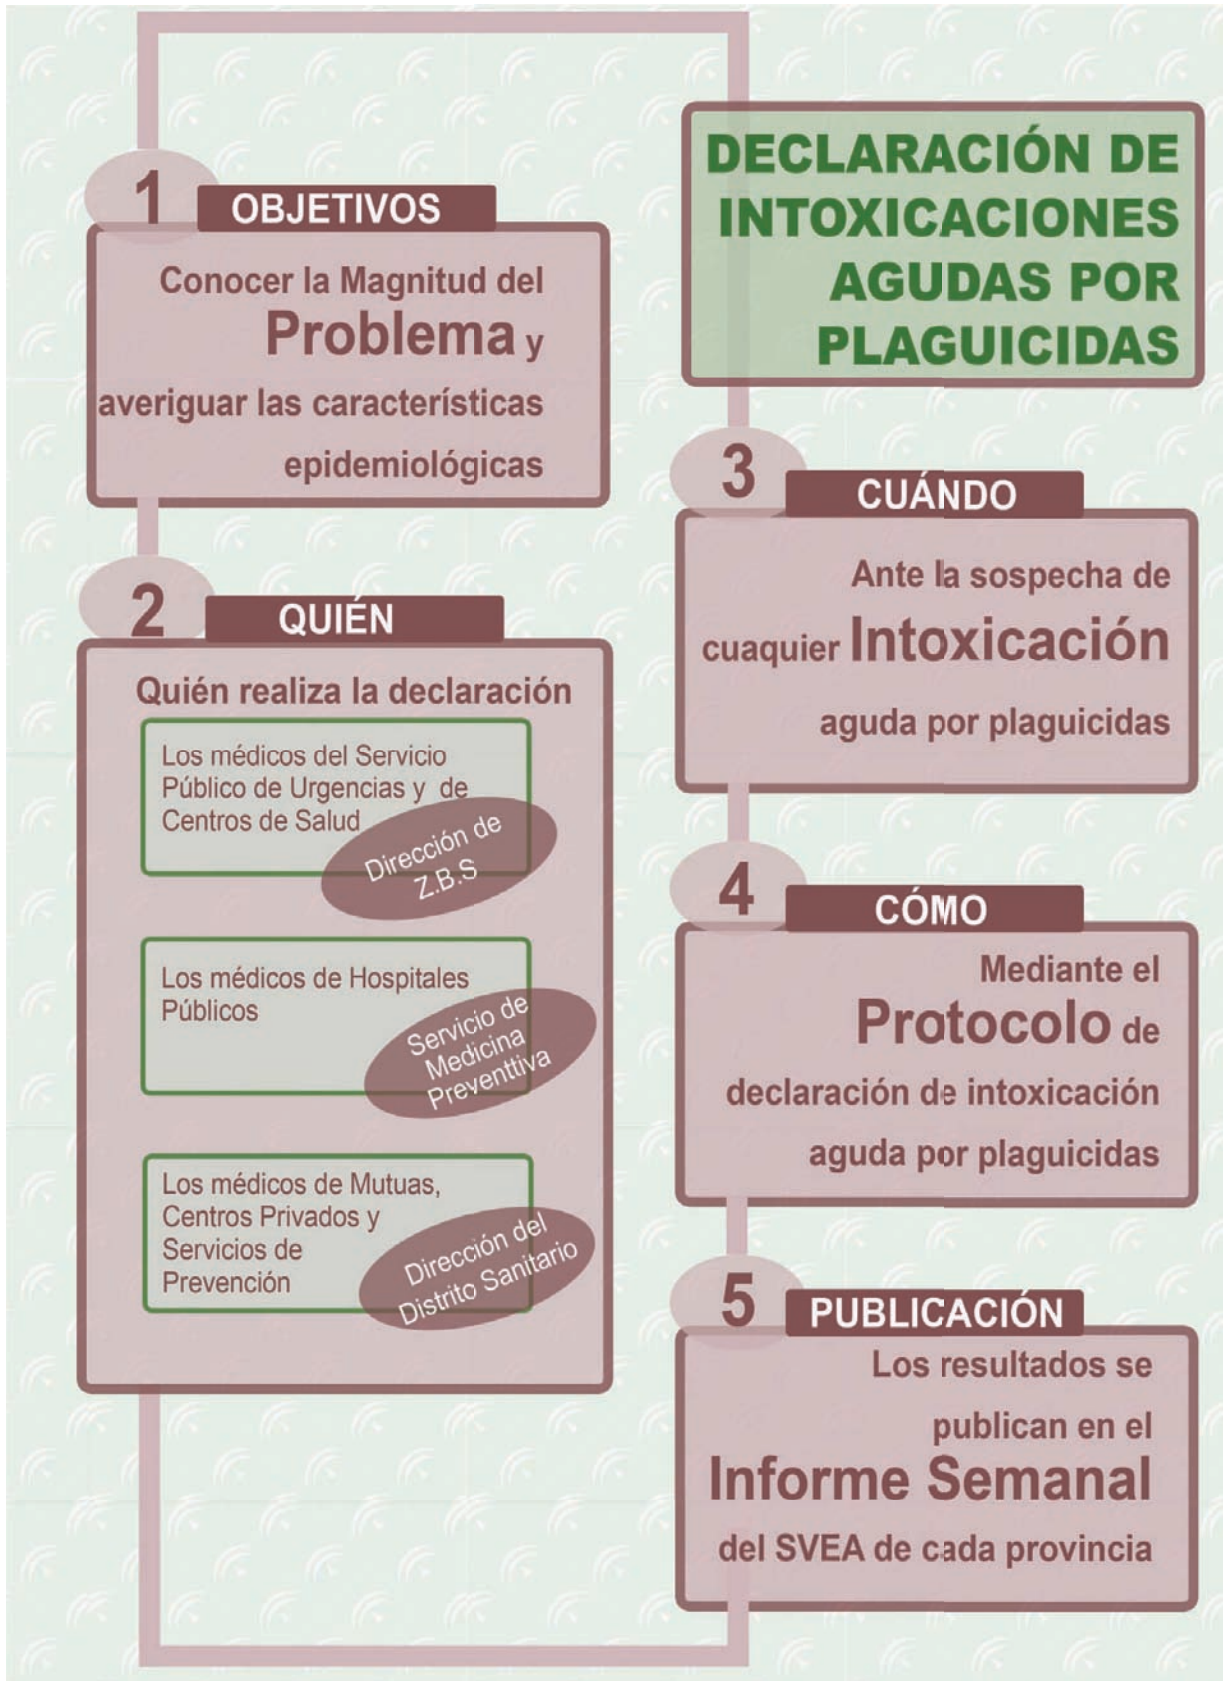 DECLARACIÓN DE
INTOXICACIONES
AGUDAS POR
PLAGUICIDAS
1
OBJETIVOS
Conocer la Magnitud del
Problema y
averiguar las características
epidemiológicas
2
QUIÉN
Quién realiza la declaración
Los médicos del Servicio
Público de Urgencias y de
Centros de Salud
Dirección de
Z.B.S
Los médicos de Hospitales
Públicos
Servicio de
Medicina
Preventtiva
Los médicos de Mutuas,
Centros Privados y
Servicios de
Prevención
Dirección del
Distrito Sanitario
3
CUÁNDO
Ante la sospecha de
cuaquier Intoxicación
aguda por plaguicidas
4
CÓMO
Mediante el
Protocolo de
declaración de intoxicación
aguda por plaguicidas
5
PUBLICACIÓN
Los resultados se
publican en el
Informe Semanal
del SVEA de cada provincia